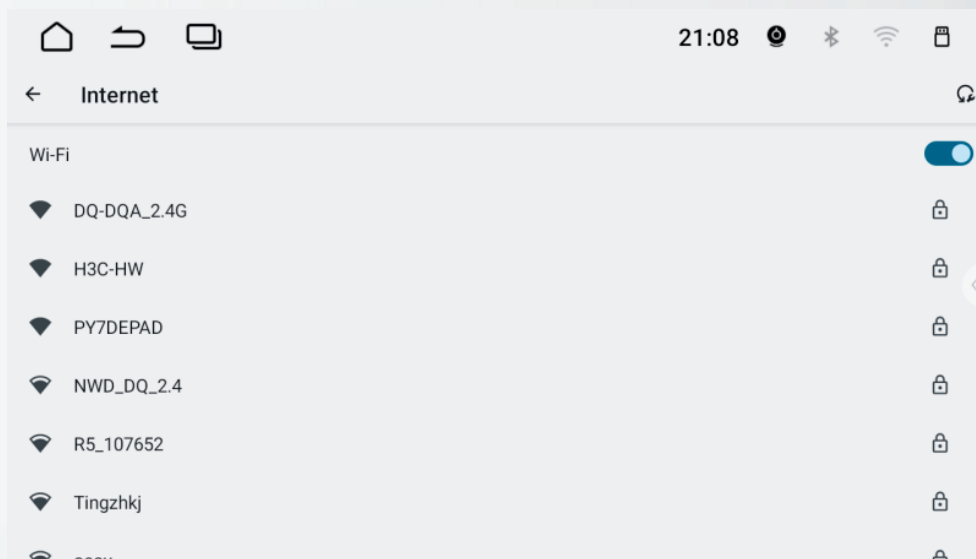 21:08
Internet
Wi-Fi
DQ-DQA_2.4G
H3C-HW
PY7DEPAD
NWD_DQ_2.4
R5_107652
Tingzhkj